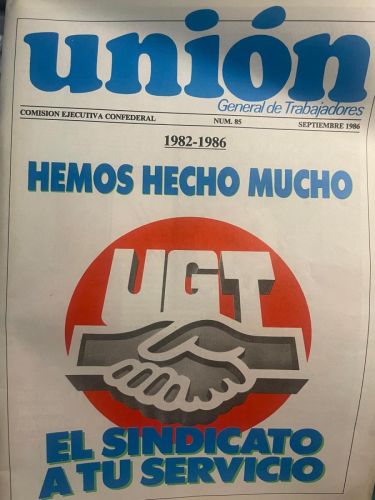 unión
General de Trabajadores
COMISION EJECUTIVA CONFEDERAL NUM. 85 SEPTIEMBRE 1986
1982-1986
HEMOS HECHO MUCHO
UGT
EL SINDICATO
A TU SERVICIO